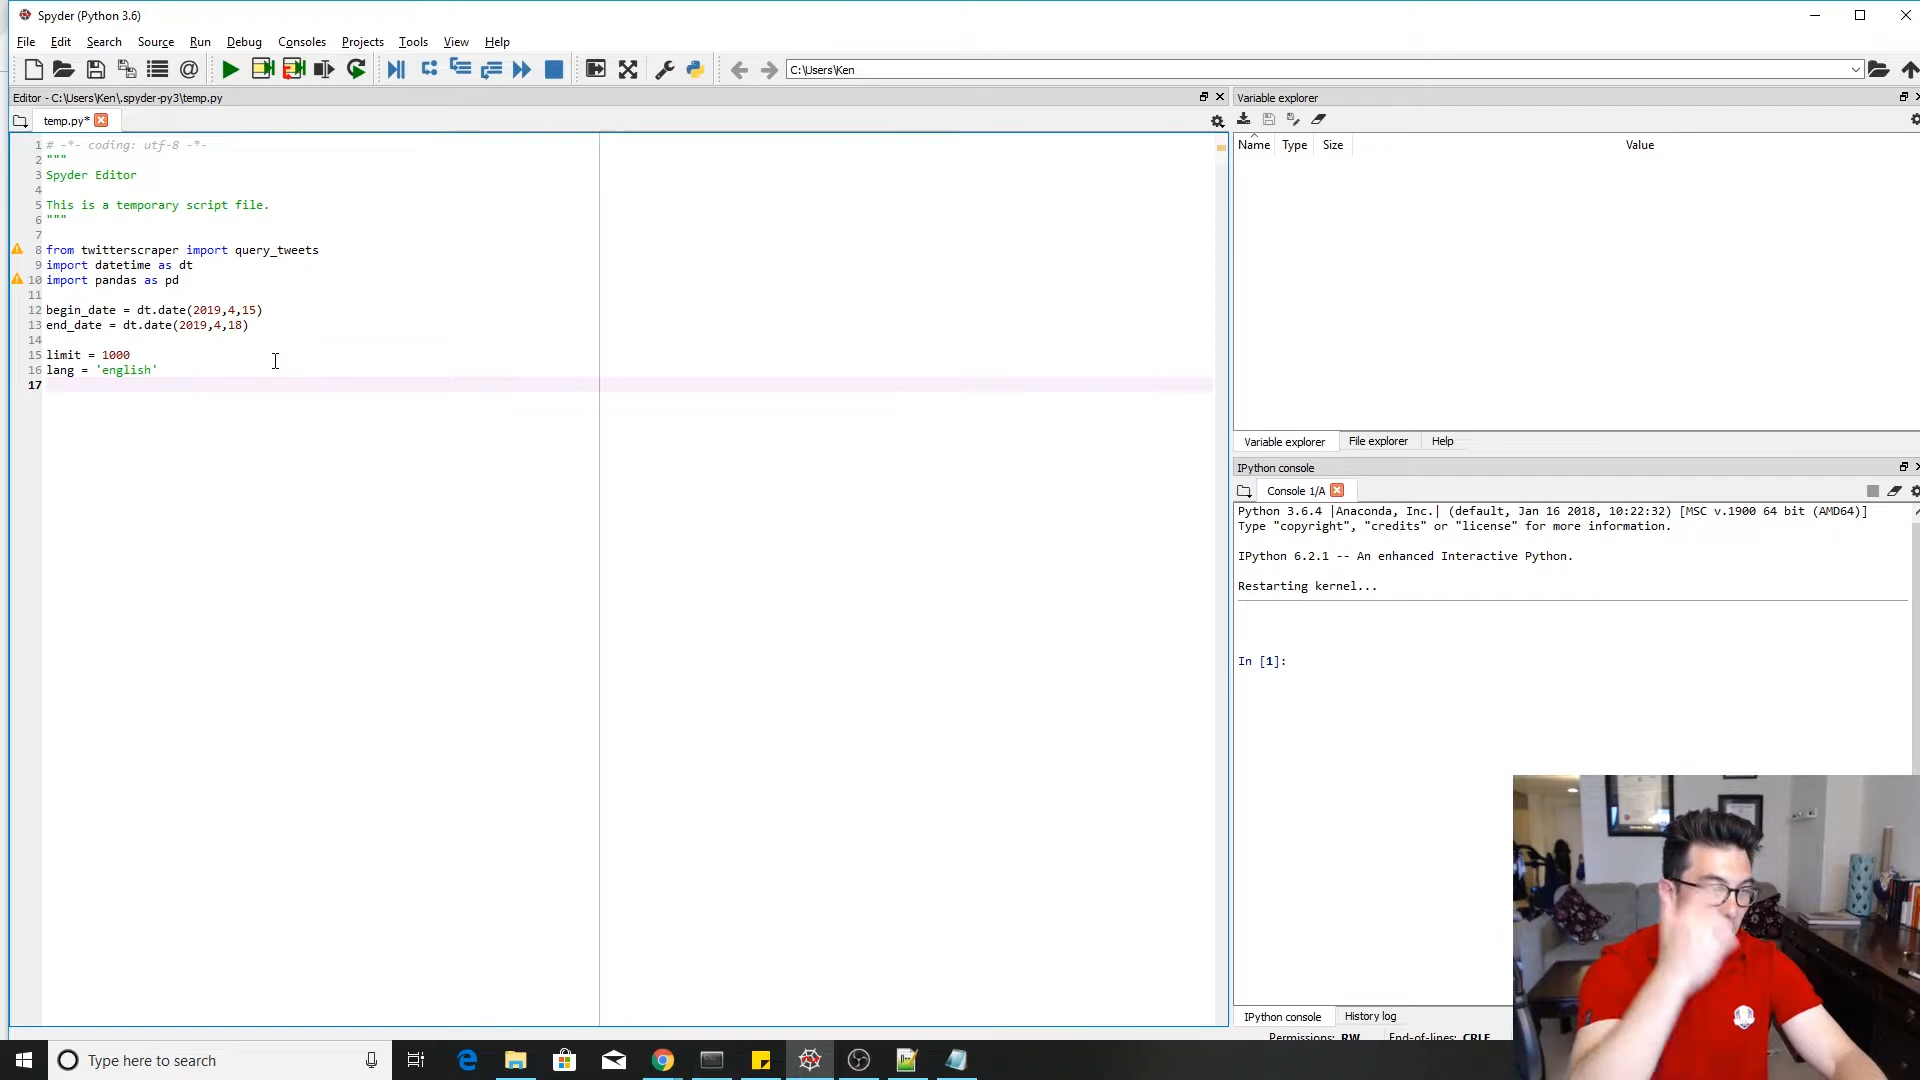 Spyder (Python 3.6)
File Edit Search Source Run Debug Consoles Projects Tools View Help
C:\Users\Ken
Editor - C:\Users\Ken\.spyder-py3\temp.py
temp.py*
1 # -*- coding: utf-8 -*-
2 """
3 Spyder Editor
4
5 This is a temporary script file.
6 """
7
8 from twitterscraper import query_tweets
9 import datetime as dt
10 import pandas as pd
11
12 begin_date = dt.date(2019,4,15)
13 end_date = dt.date(2019,4,18)
14
15 limit = 1000
16 lang = 'english'
17
Variable explorer
Name Type Size Value
Variable explorer File explorer Help
IPython console
Console 1/A
Python 3.6.4 |Anaconda, Inc.| (default, Jan 16 2018, 10:22:32) [MSC v.1900 64 bit (AMD64)]
Type "copyright", "credits" or "license" for more information.
IPython 6.2.1 -- An enhanced Interactive Python.
Restarting kernel...
In [1]:
IPython console History log
Permissions: RW End-of-lines: CRLF
Type here to search